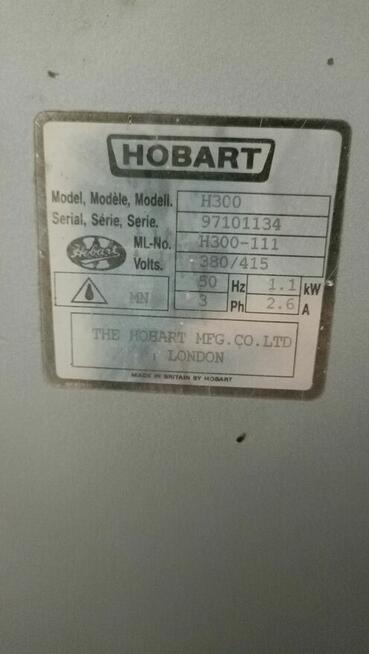 HOBART
Model, Modèle, Modell. H300
Serial, Série, Serie. 97101134
Hobart ML-No. H300-111
Volts. 380/415
50 Hz 1.1 kW
MN 3 Ph 2.6 A
THE HOBART MFG.CO.LTD
LONDON
MADE IN BRITAIN BY HOBART